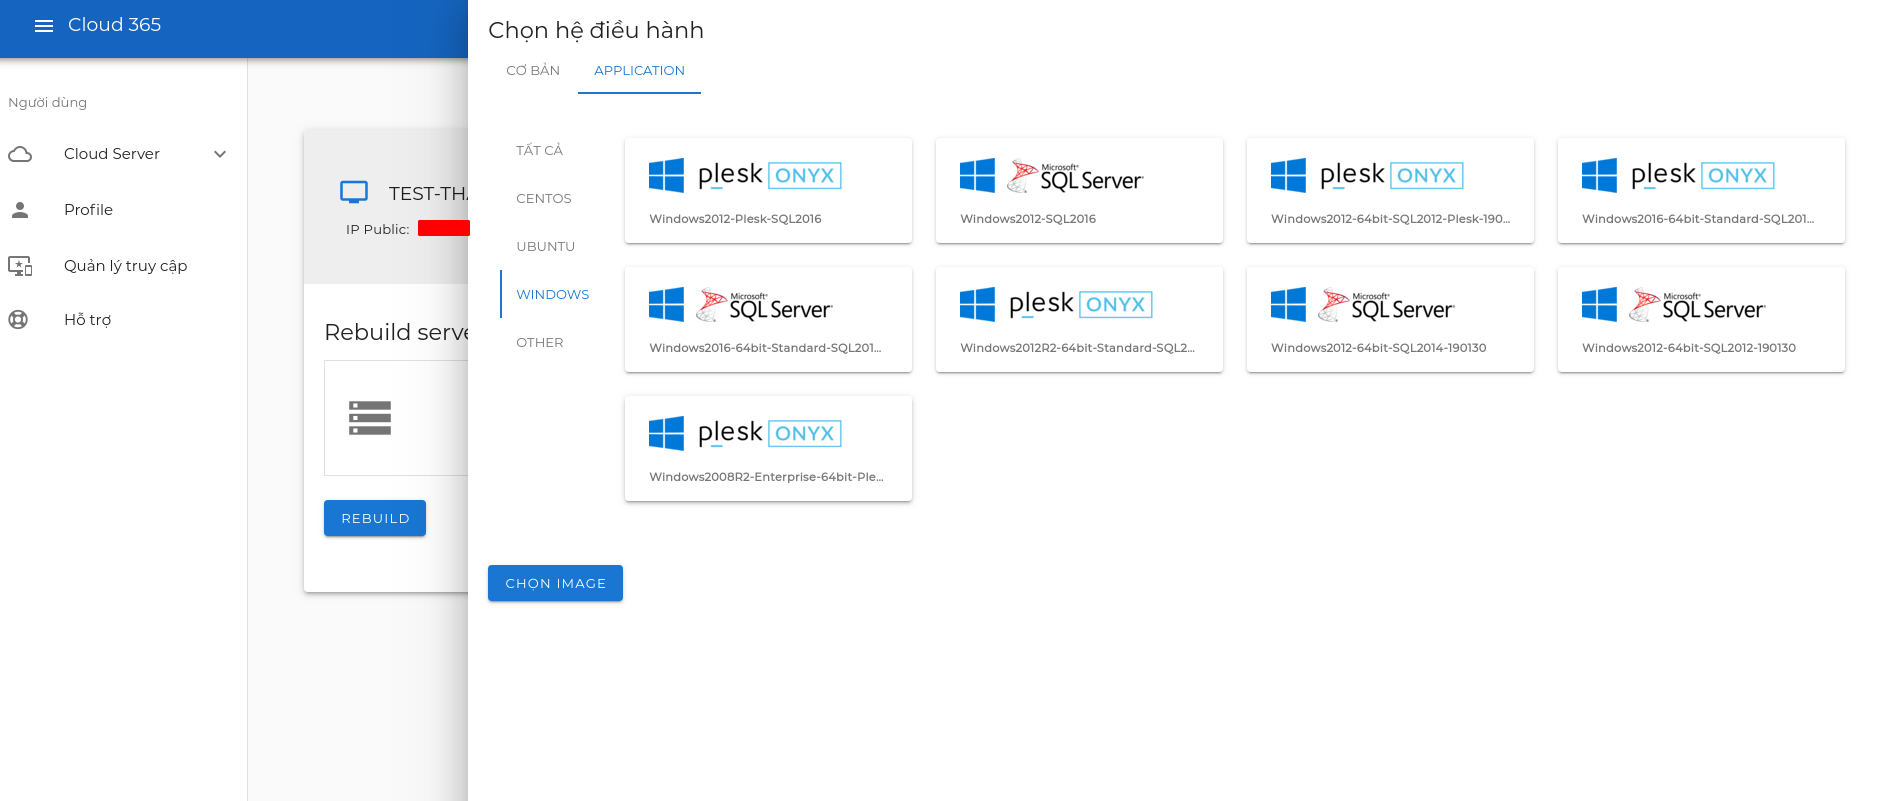 Cloud 365
Người dùng
Cloud Server
Profile
Quản lý truy cập
Hỗ trợ
TEST-THA
IP Public:
Rebuild serve
REBUILD
Chọn hệ điều hành
CƠ BẢN
APPLICATION
TẤT CẢ
CENTOS
UBUNTU
WINDOWS
OTHER
plesk ONYX
Windows2012-Plesk-SQL2016
Microsoft®
SQL Server®
Windows2012-SQL2016
plesk ONYX
Windows2012-64bit-SQL2012-Plesk-190...
plesk ONYX
Windows2016-64bit-Standard-SQL201...
Microsoft®
SQL Server®
Windows2016-64bit-Standard-SQL201...
plesk ONYX
Windows2012R2-64bit-Standard-SQL2...
Microsoft®
SQL Server®
Windows2012-64bit-SQL2014-190130
Microsoft®
SQL Server®
Windows2012-64bit-SQL2012-190130
plesk ONYX
Windows2008R2-Enterprise-64bit-Ple...
CHỌN IMAGE